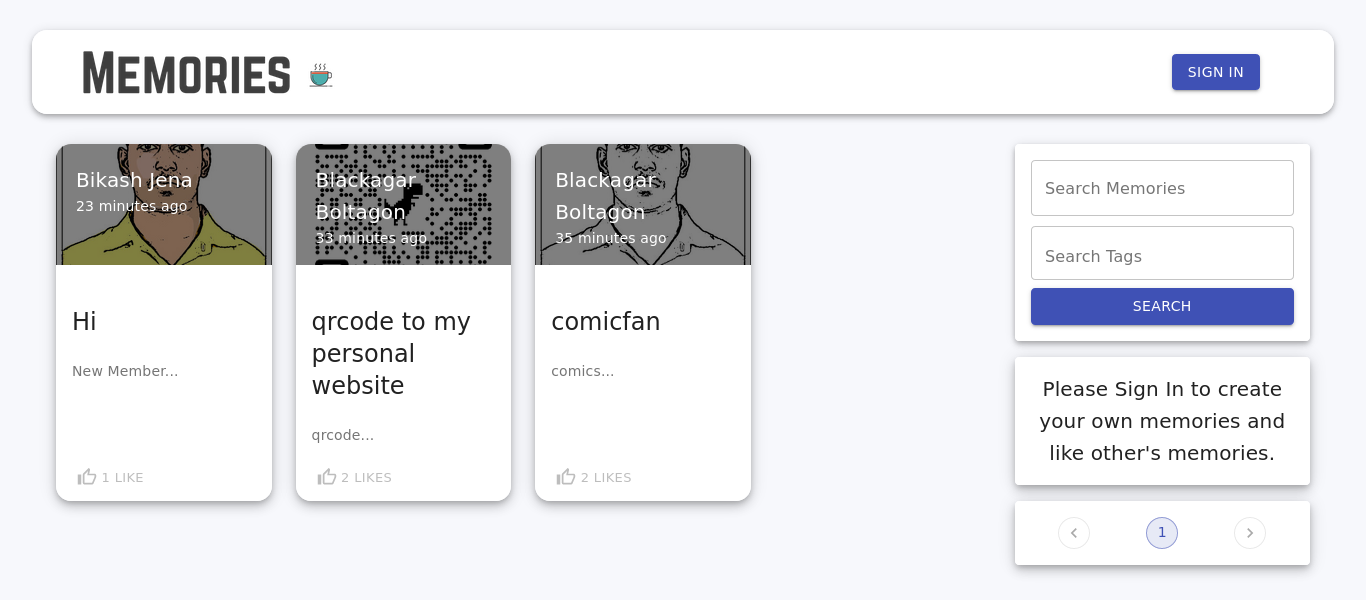 MEMORIES
SIGN IN
Bikash Jena
23 minutes ago
Hi
New Member...
1 LIKE
Blackagar
Boltagon
33 minutes ago
qrcode to my
personal
website
qrcode...
2 LIKES
Blackagar
Boltagon
35 minutes ago
comicfan
comics...
2 LIKES
Search Memories
Search Tags
SEARCH
Please Sign In to create
your own memories and
like other's memories.
1